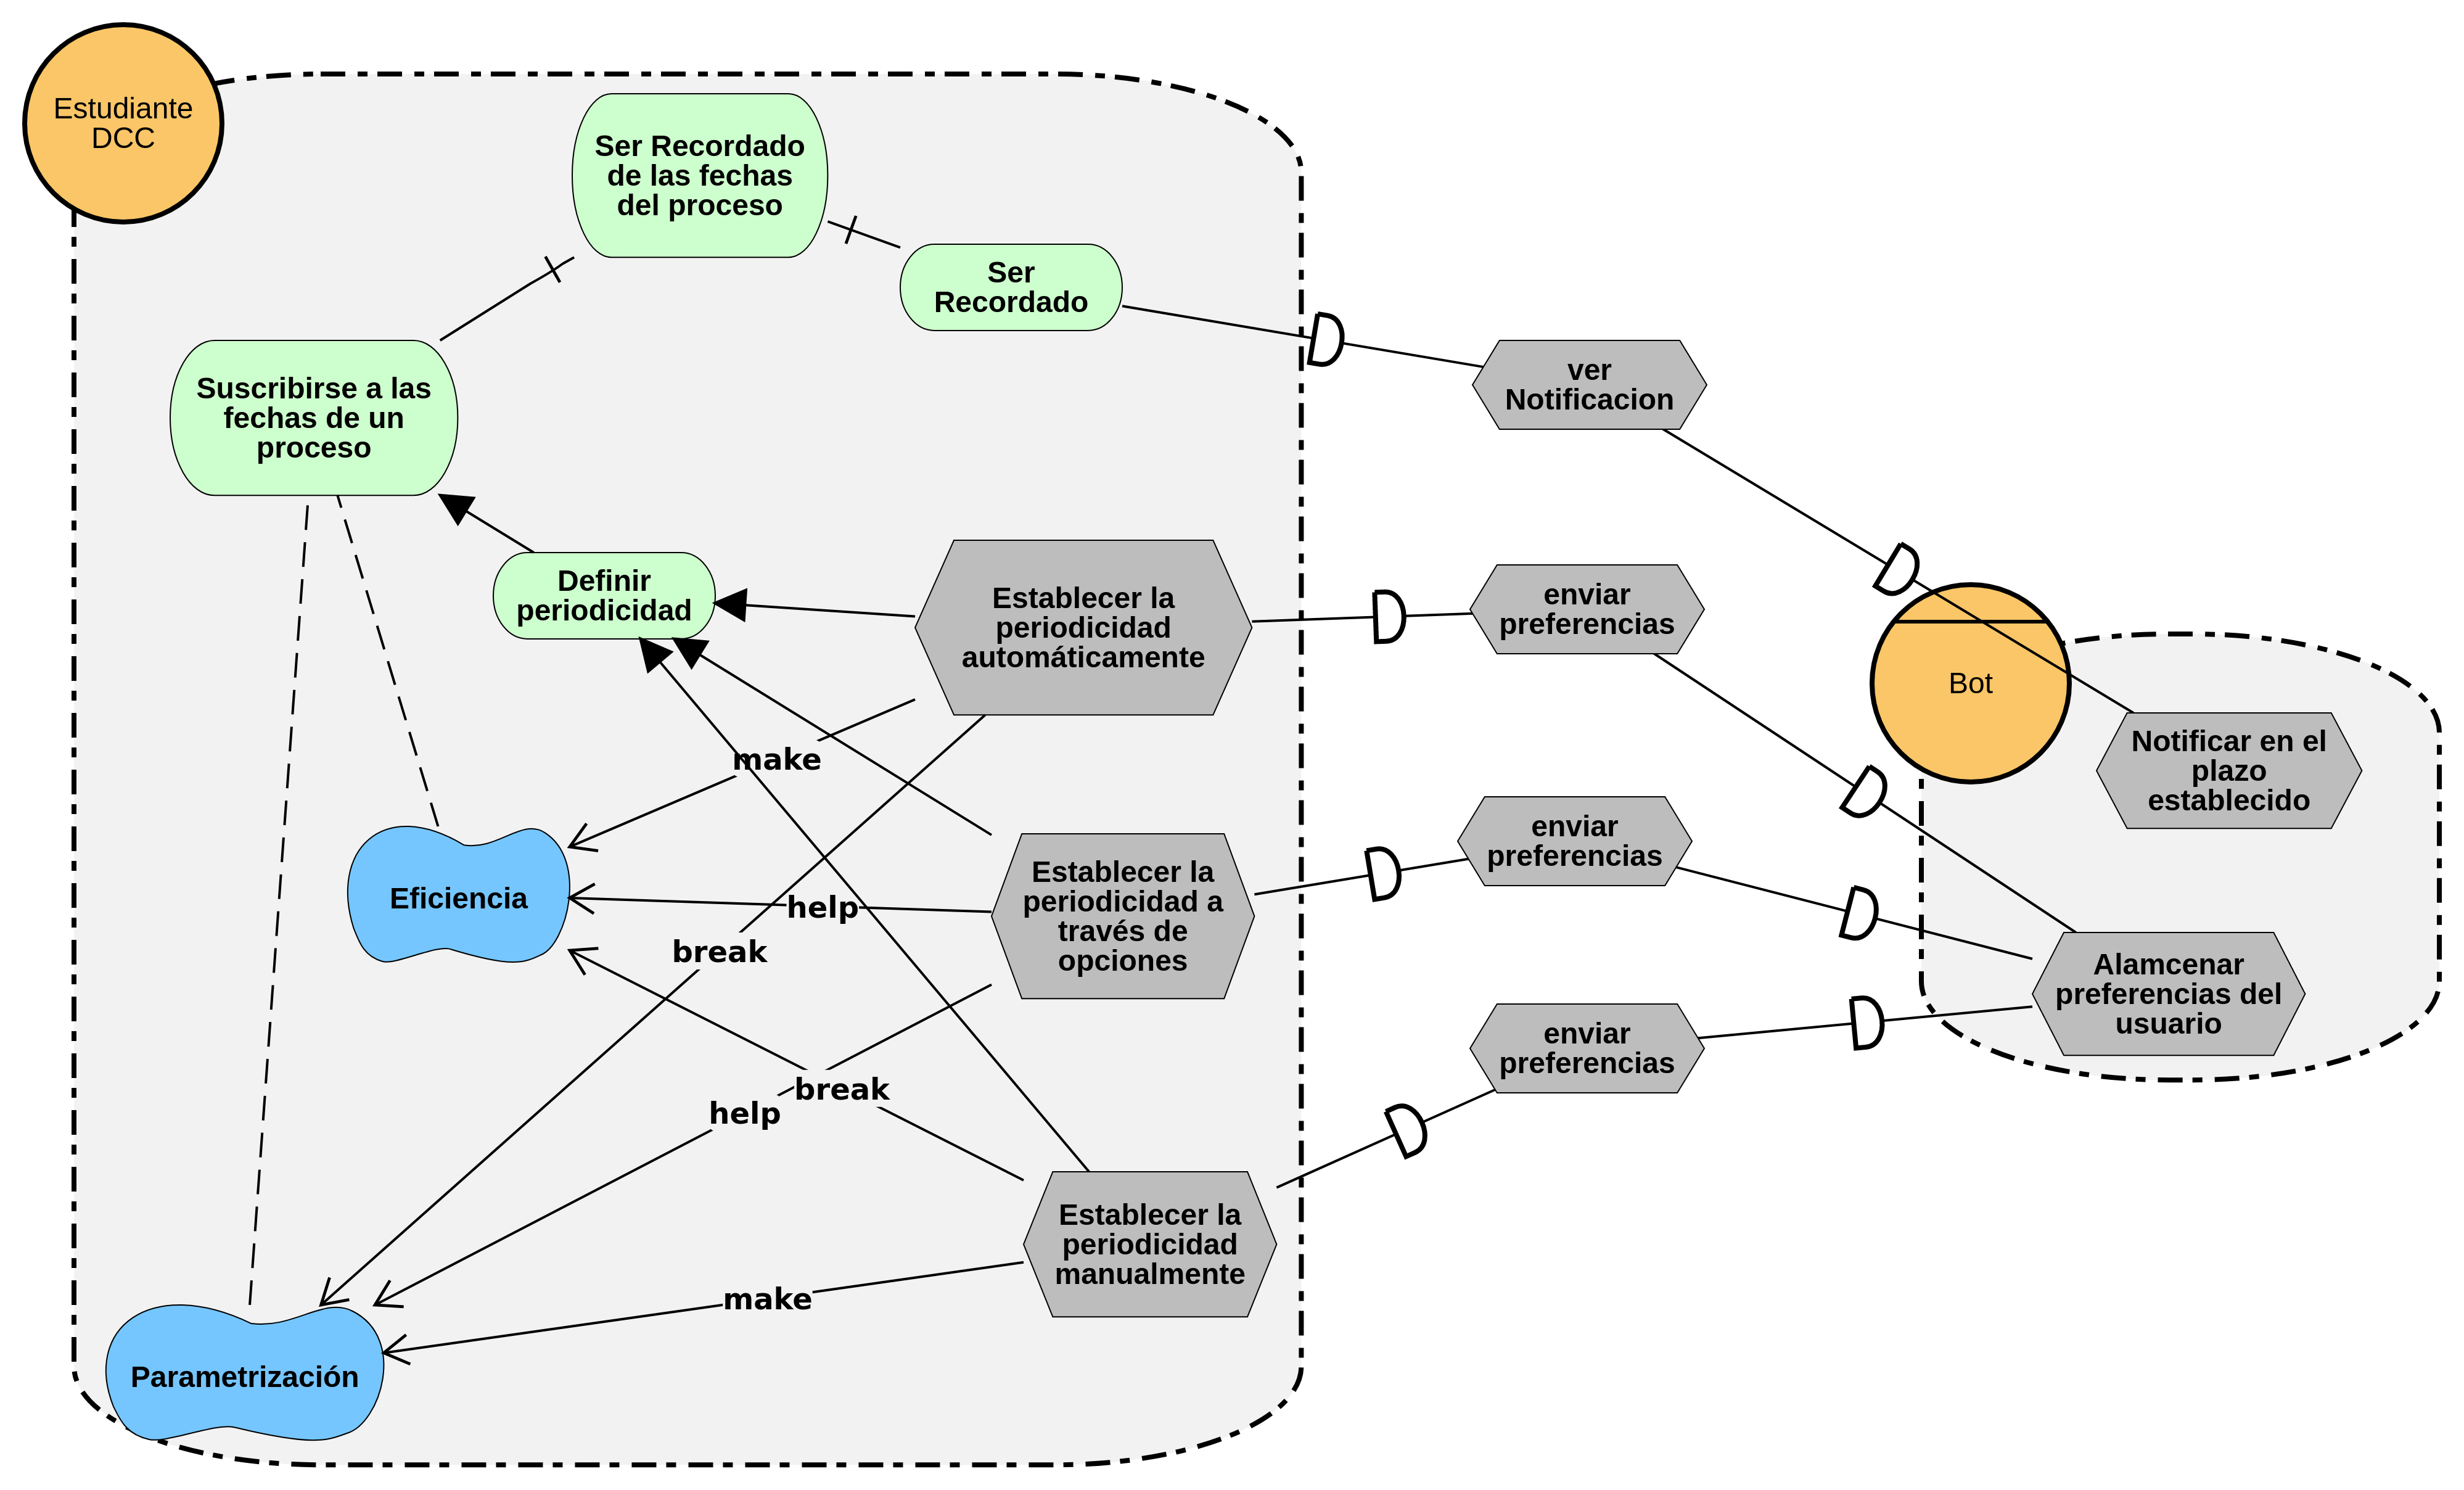 Estudiante
DCC
Ser Recordado
de las fechas
del proceso
Ser
Recordado
Suscribirse a las
fechas de un
proceso
ver
Notificacion
Definir
periodicidad
Establecer la
periodicidad
automáticamente
enviar
preferencias
Bot
Notificar en el
plazo
establecido
make
Eficiencia
help
break
Establecer la
periodicidad a
través de
opciones
enviar
preferencias
Alamcenar
preferencias del
usuario
enviar
preferencias
break
help
Establecer la
periodicidad
manualmente
make
Parametrización